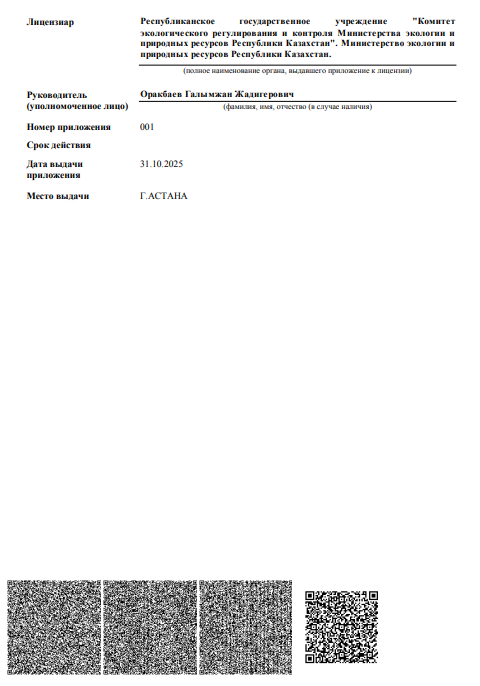 Лицензиар
Республиканское государственное учреждение "Комитет
экологического регулирования и контроля Министерства экологии и
природных ресурсов Республики Казахстан". Министерство экологии и
природных ресурсов Республики Казахстан.
(полное наименование органа, выдавшего приложение к лицензии)
Руководитель
(уполномоченное лицо)
Оракбаев Галымжан Жадигерович
(фамилия, имя, отчество (в случае наличия)
Номер приложения
001
Срок действия
Дата выдачи
приложения
31.10.2025
Место выдачи
Г.АСТАНА